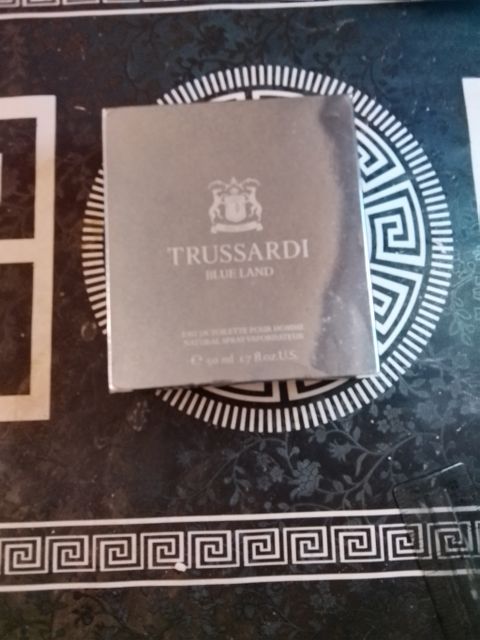 TRUSSARDI
BLUE LAND
EAU DE TOILETTE POUR HOMME
NATURAL SPRAY VAPORISATEUR
℮ 50 ml 1.7 fl.oz.U.S.